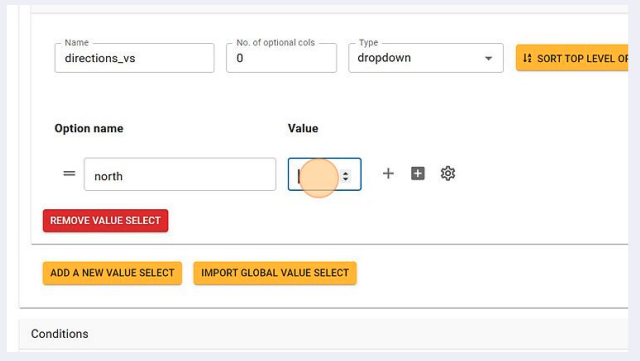 Name
No. of optional cols
Type
directions_vs
0
dropdown
SORT TOP LEVEL
Option name
Value
north
REMOVE VALUE SELECT
ADD A NEW VALUE SELECT
IMPORT GLOBAL VALUE SELECT
Conditions